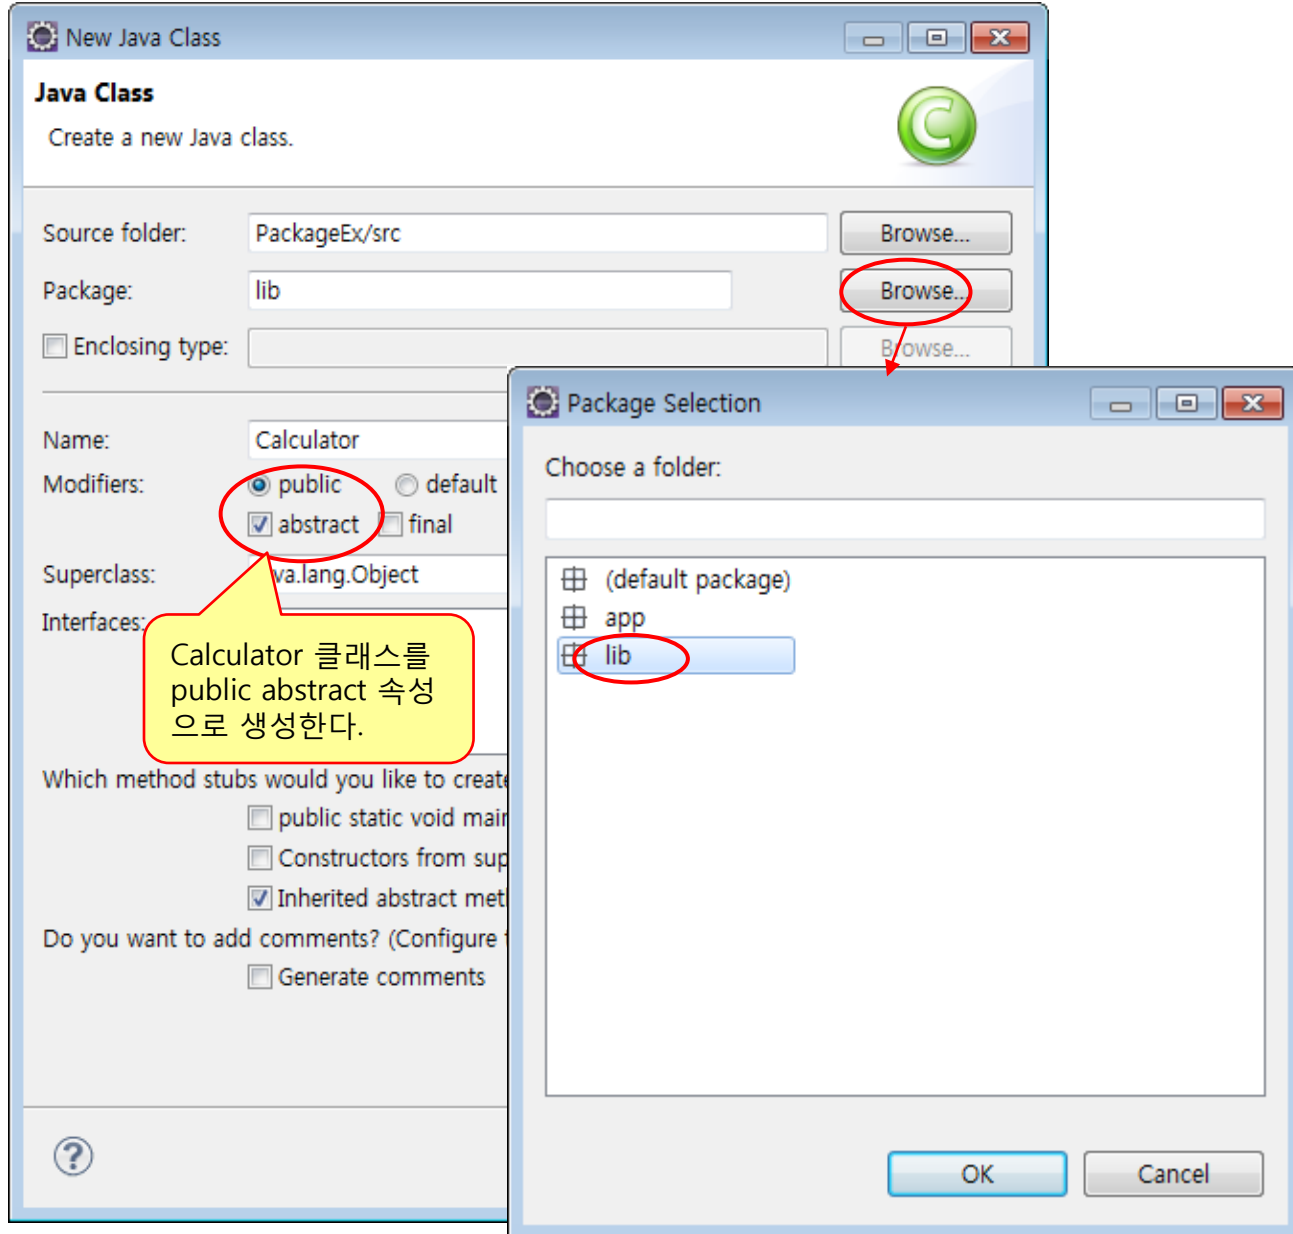 New Java Class
Java Class
Create a new Java class.
Source folder: PackageEx/src Browse...
Package: lib Browse...
Enclosing type: Browse...
Name: Calculator
Modifiers: public default
abstract final
Superclass: va.lang.Object
Interfaces:
Calculator 클래스를
public abstract 속성
으로 생성한다.
Which method stubs would you like to create
public static void main
Constructors from sup
Inherited abstract met
Do you want to add comments? (Configure
Generate comments
Package Selection
Choose a folder:
(default package)
app
lib
OK Cancel